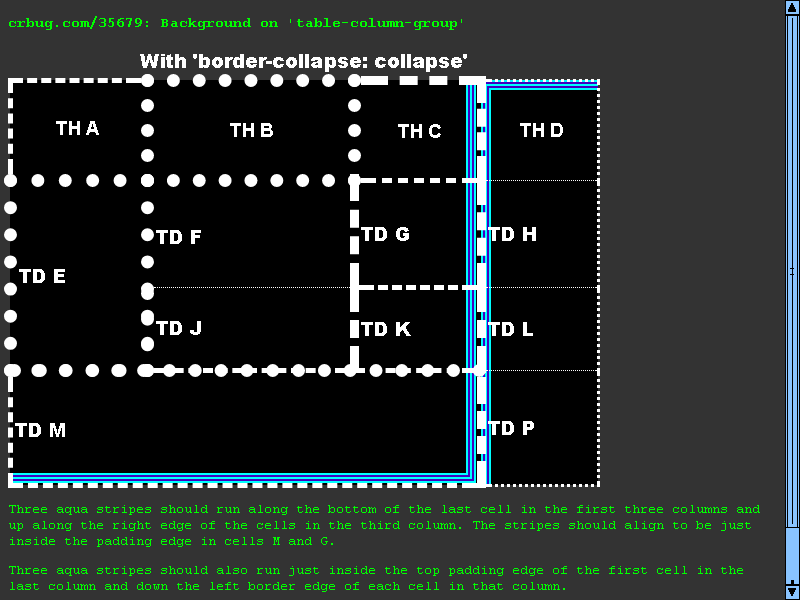 crbug.com/35679: Background on 'table-column-group'
With 'border-collapse: collapse'
TH A TH B TH C TH D
TD F TD G TD H
TD E
TD J TD K TD L
TD M TD P
Three aqua stripes should run along the bottom of the last cell in the first three columns and
up along the right edge of the cells in the third column. The stripes should align to be just
inside the padding edge in cells M and G.
Three aqua stripes should also run just inside the top padding edge of the first cell in the
last column and down the left border edge of each cell in that column.